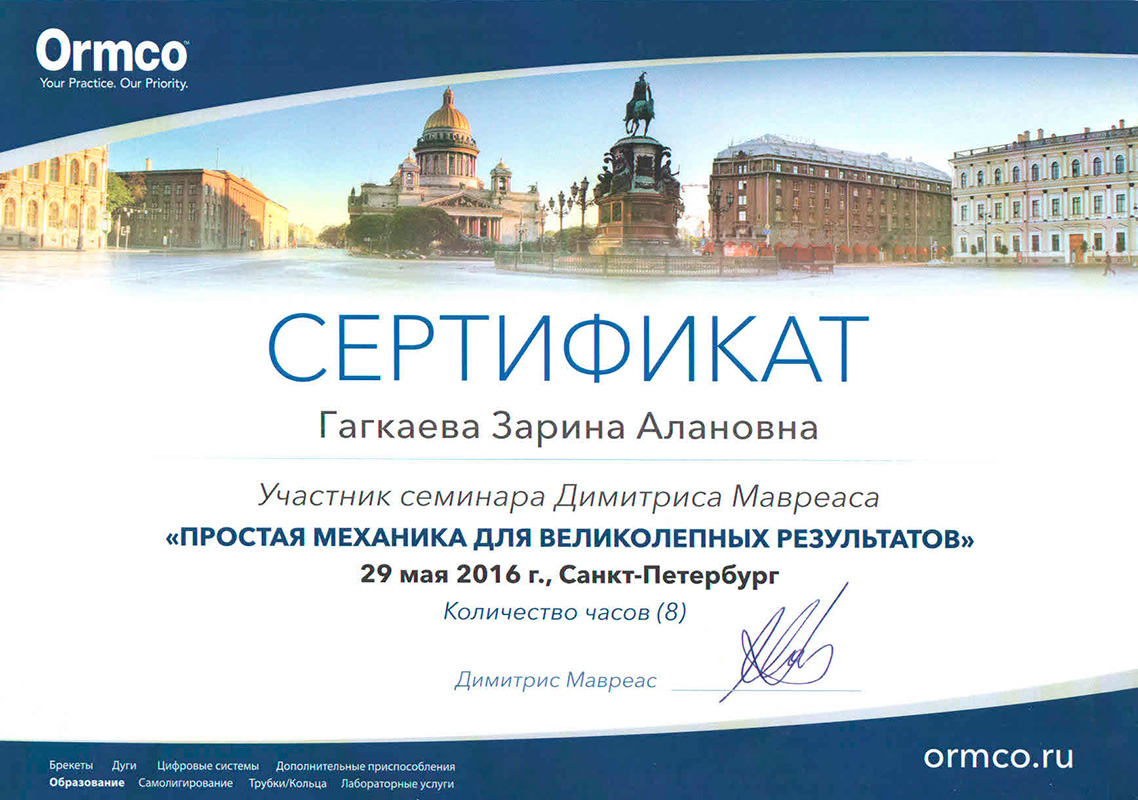 Ormco™
Your Practice. Our Priority.
СЕРТИФИКАТ
Гагкаева Зарина Алановна
Участник семинара Димитриса Мавреаса
«ПРОСТАЯ МЕХАНИКА ДЛЯ ВЕЛИКОЛЕПНЫХ РЕЗУЛЬТАТОВ»
29 мая 2016 г., Санкт-Петербург
Количество часов (8)
Димитрис Мавреас
Брекеты Дуги Цифровые системы Дополнительные приспособления
Образование Самолигирование Трубки/Кольца Лабораторные услуги
ormco.ru